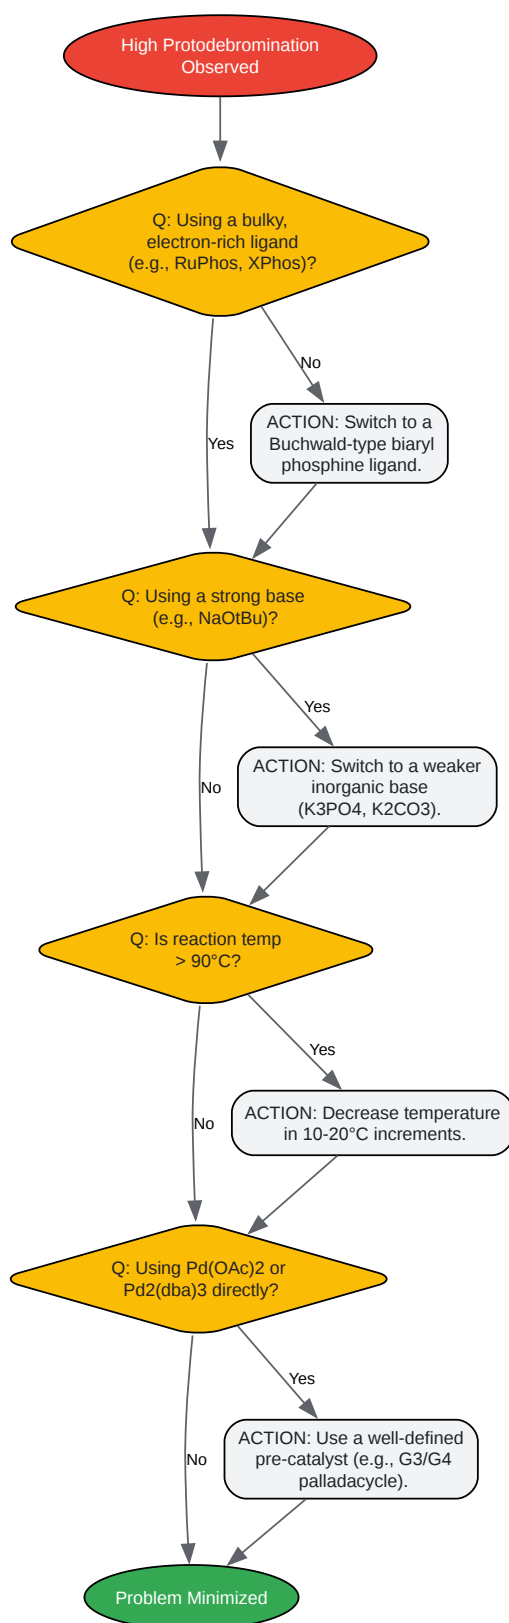 High Protodebromination
Observed
Q: Using a bulky,
electron-rich ligand
(e.g., RuPhos, XPhos)?
No
ACTION: Switch to a
Buchwald-type biaryl
phosphine ligand.
Yes
Q: Using a strong base
(e.g., NaOtBu)?
Yes
ACTION: Switch to a weaker
inorganic base
(K3PO4, K2CO3).
No
Q: Is reaction temp
> 90°C?
Yes
ACTION: Decrease temperature
in 10-20°C increments.
No
Q: Using Pd(OAc)2 or
Pd2(dba)3 directly?
Yes
ACTION: Use a well-defined
pre-catalyst (e.g., G3/G4
palladacycle).
No
Problem Minimized